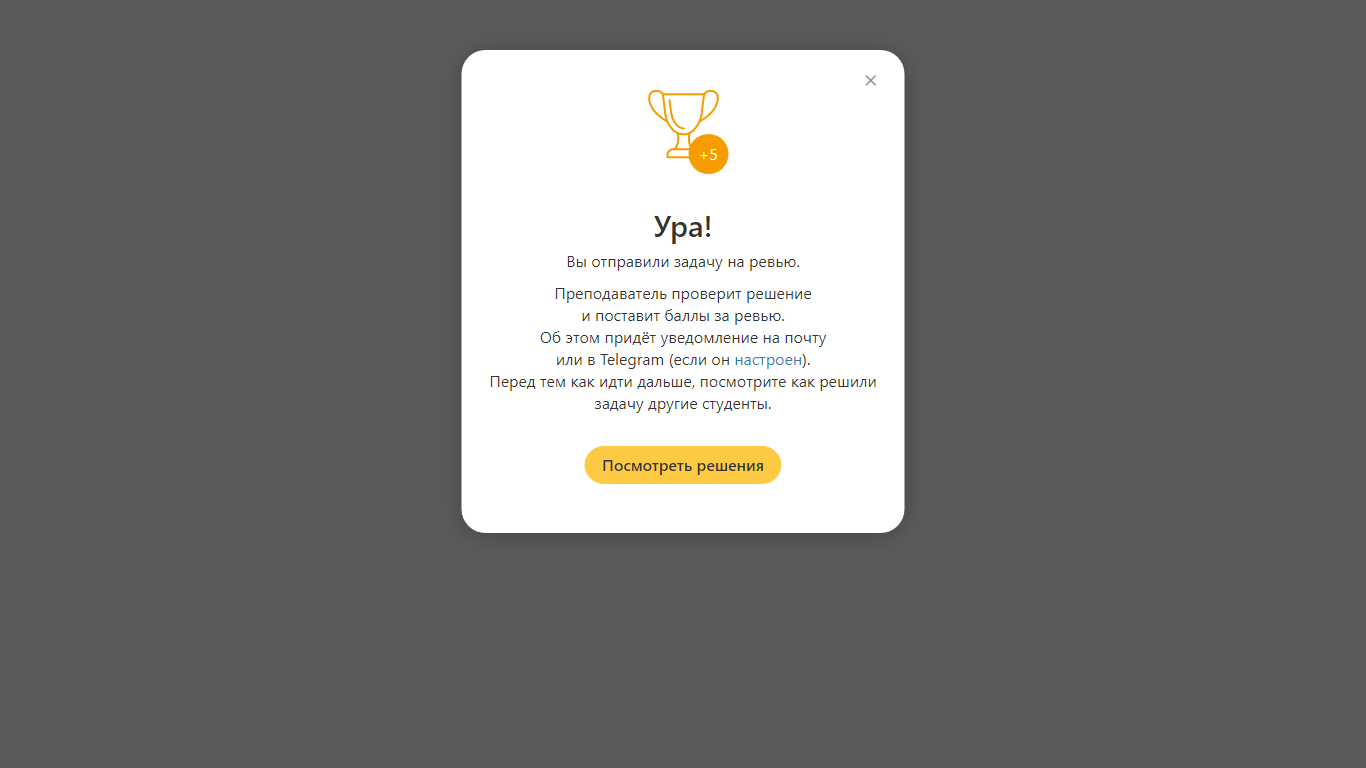 +5
Ура!
Вы отправили задачу на ревью.
Преподаватель проверит решение
и поставит баллы за ревью.
Об этом придёт уведомление на почту
или в Telegram (если он настроен).
Перед тем как идти дальше, посмотрите как решили
задачу другие студенты.
Посмотреть решения